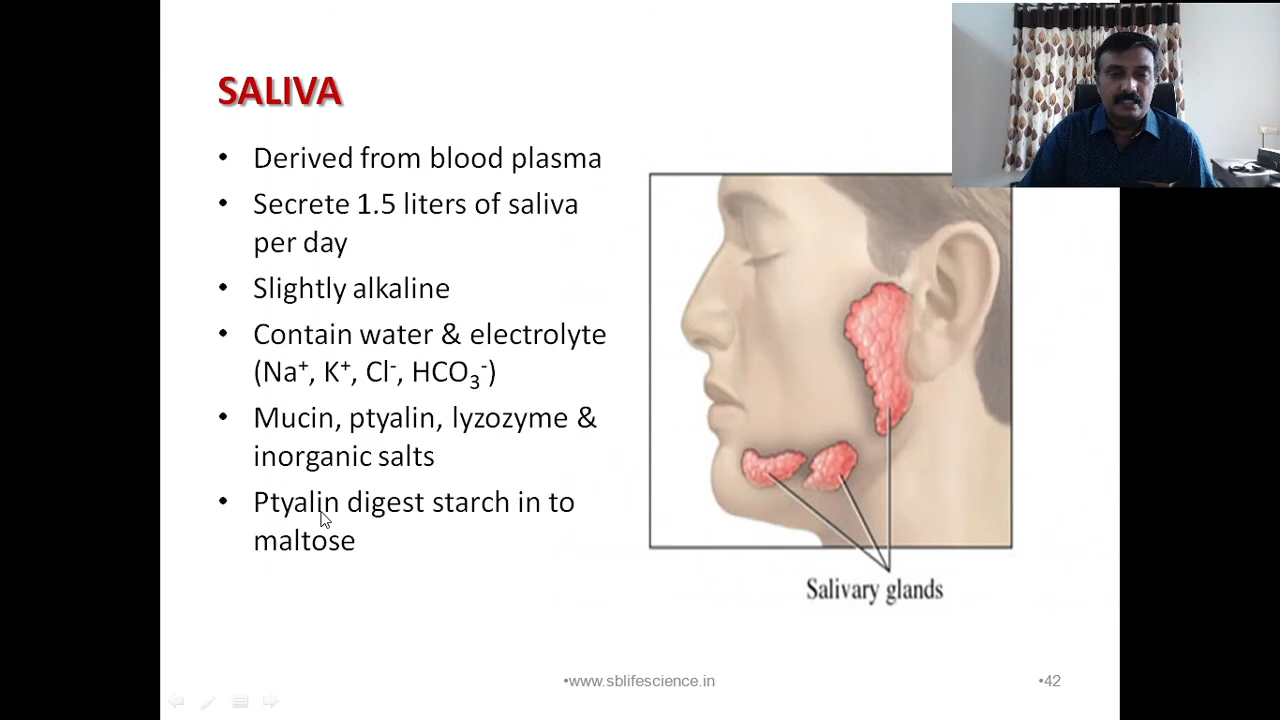 SALIVA
• Derived from blood plasma
• Secrete 1.5 liters of saliva
per day
• Slightly alkaline
• Contain water & electrolyte
(Na⁺, K⁺, Cl⁻, HCO₃⁻)
• Mucin, ptyalin, lyzozyme &
inorganic salts
• Ptyalin digest starch in to
maltose
Salivary glands
•www.sblifescience.in
•42